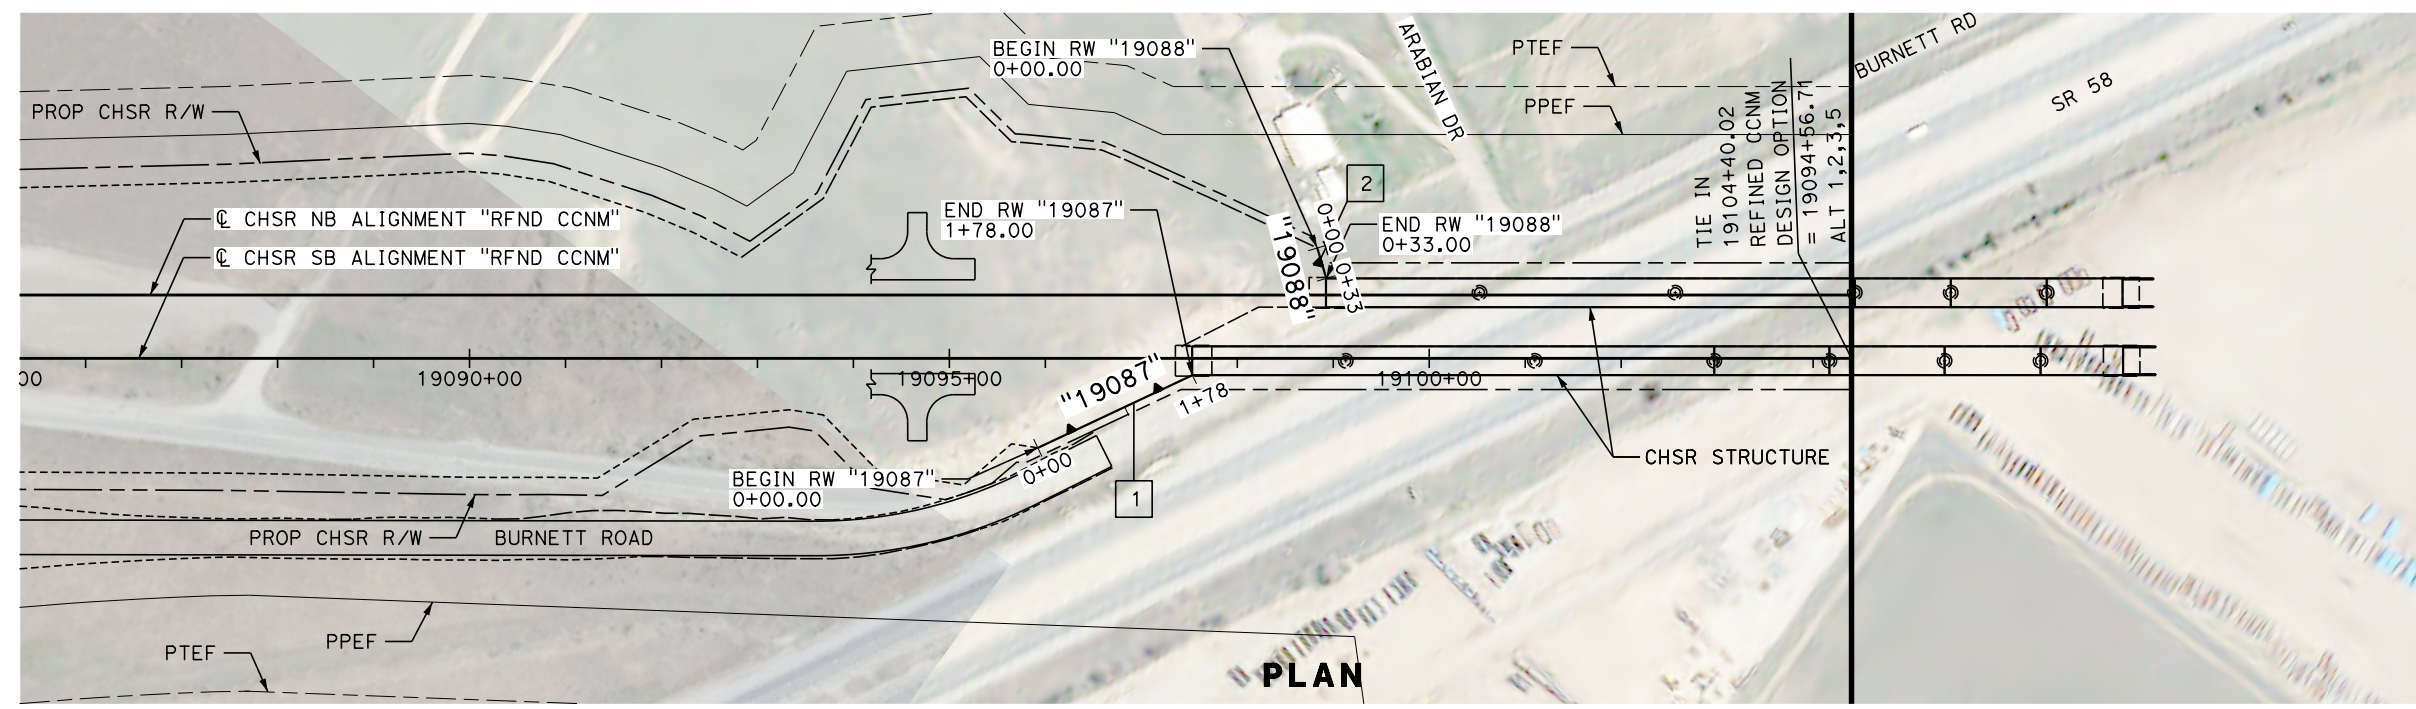 BEGIN RW "19088"
0+00.00
ARABIAN DR
PTEF
PPEF
BURNETT RD
SR 58
PROP CHSR R/W
TIE IN
19104+40.02
REFINED CCNM
DESIGN OPTION
= 19094+56.71
ALT 1,2,3,5
2
END RW "19087"
1+78.00
END RW "19088"
0+33.00
℄ CHSR NB ALIGNMENT "RFND CCNM"
℄ CHSR SB ALIGNMENT "RFND CCNM"
"19088"
0+00
0+33
00
19090+00
19095+00
19100+00
"19087"
1+78
0+00
BEGIN RW "19087"
0+00.00
1
CHSR STRUCTURE
PROP CHSR R/W
BURNETT ROAD
PPEF
PTEF
PLAN